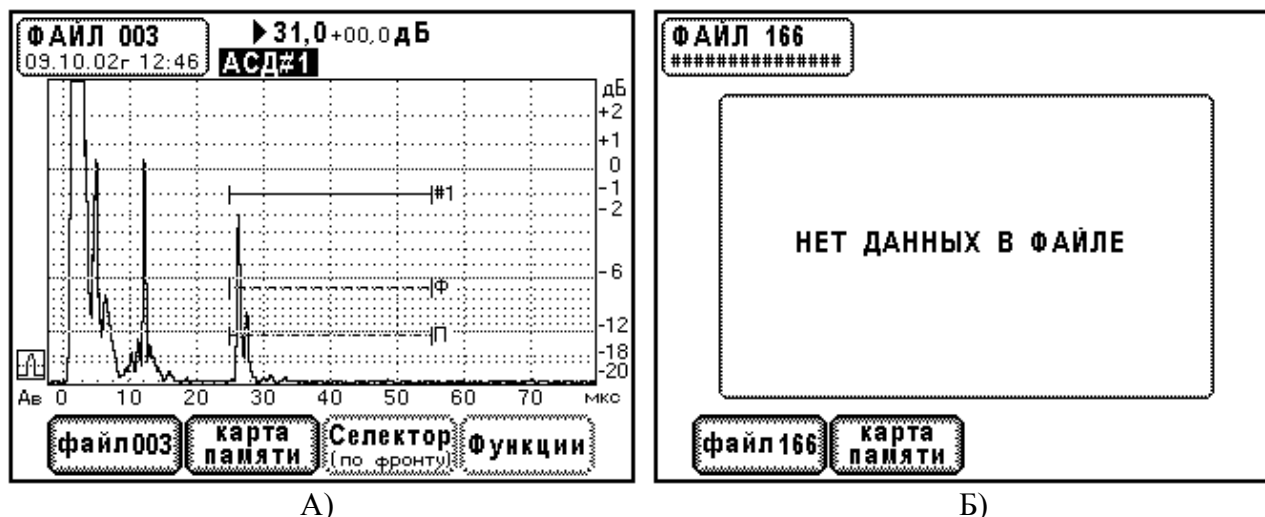 ФАЙЛ 003
09.10.02г 12:46
31,0+00,0дБ
АСД#1
дБ
+2
+1
0
-1
#1
-2
-6
Ф
-12
П
-18
-20
Ав 0 10 20 30 40 50 60 70 мкс
файл003
карта
памяти
Селектор
(по фронту)
Функции
А)
ФАЙЛ 166
###############
НЕТ ДАННЫХ В ФАЙЛЕ
файл166
карта
памяти
Б)